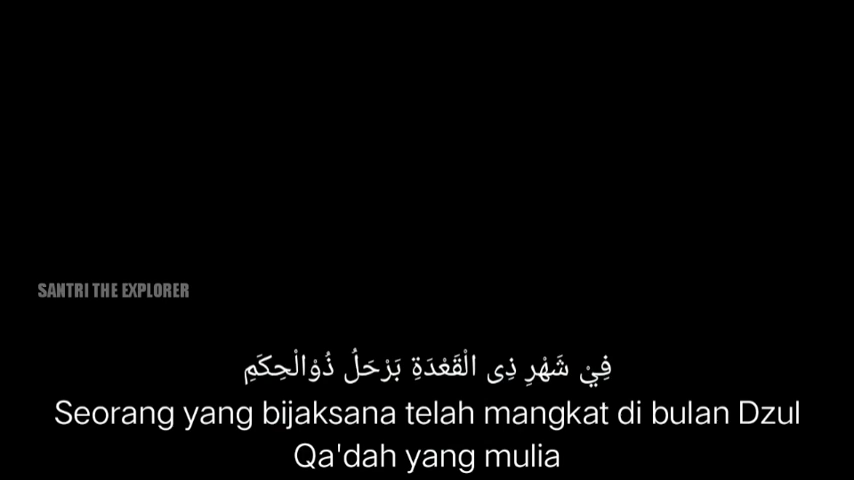 SANTRI THE EXPLORER
فِيْ شَهْرِ ذِى الْقَعْدَةِ بَرْحَلُ ذُوْالْحِكَمِ
Seorang yang bijaksana telah mangkat di bulan Dzul
Qa'dah yang mulia